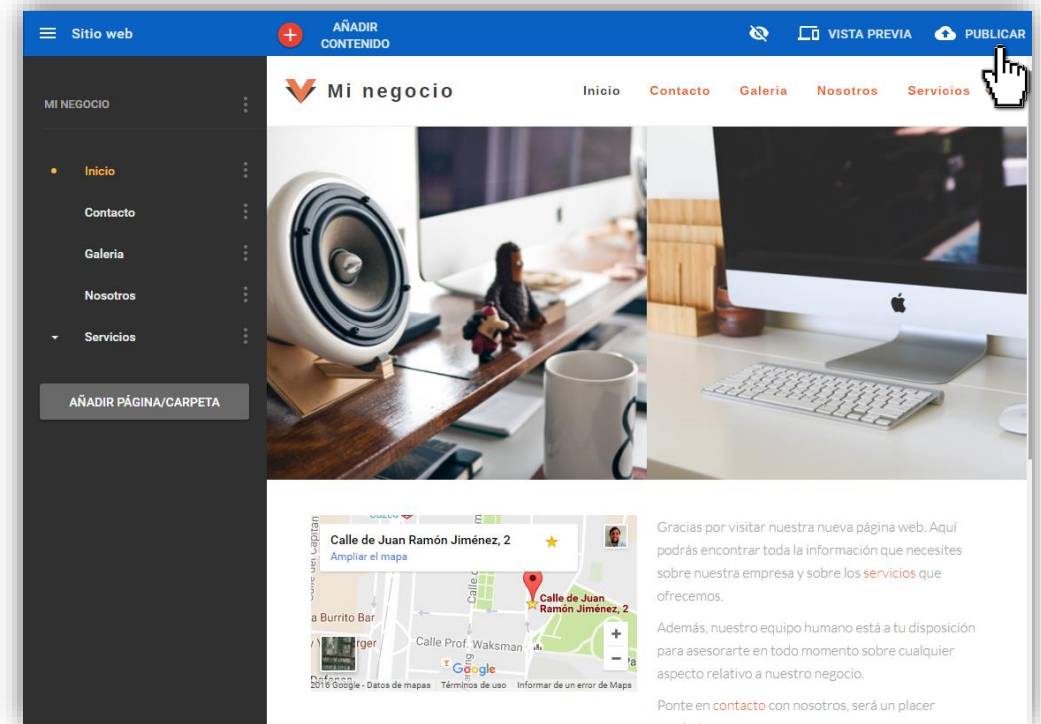 Sitio web
AÑADIR
CONTENIDO
VISTA PREVIA
PUBLICAR
MI NEGOCIO
Inicio
Contacto
Galeria
Nosotros
Servicios
AÑADIR PÁGINA/CARPETA
Mi negocio
Inicio
Contacto
Galeria
Nosotros
Servicios
Calle de Juan Ramón Jiménez, 2
Ampliar el mapa
Calle de Juan
Ramón Jiménez, 2
a Burrito Bar
Calle Prof. Waksman
Google
2016 Google - Datos de mapas Términos de uso Informar de un error de Maps
Gracias por visitar nuestra nueva página web. Aquí
podrás encontrar toda la información que necesites
sobre nuestra empresa y sobre los servicios que
ofrecemos.
Además, nuestro equipo humano está a tu disposición
para asesorarte en todo momento sobre cualquier
aspecto relativo a nuestro negocio.
Ponte en contacto con nosotros, será un placer